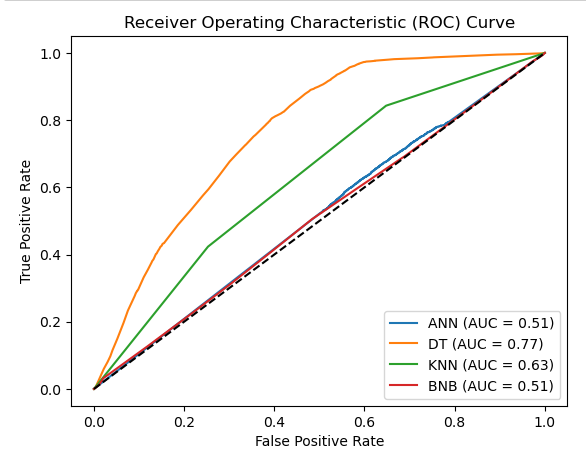 Receiver Operating Characteristic (ROC) Curve
1.0
0.8
0.6
0.4
0.2
0.0
True Positive Rate
ANN (AUC = 0.51)
DT (AUC = 0.77)
KNN (AUC = 0.63)
BNB (AUC = 0.51)
0.0 0.2 0.4 0.6 0.8 1.0
False Positive Rate